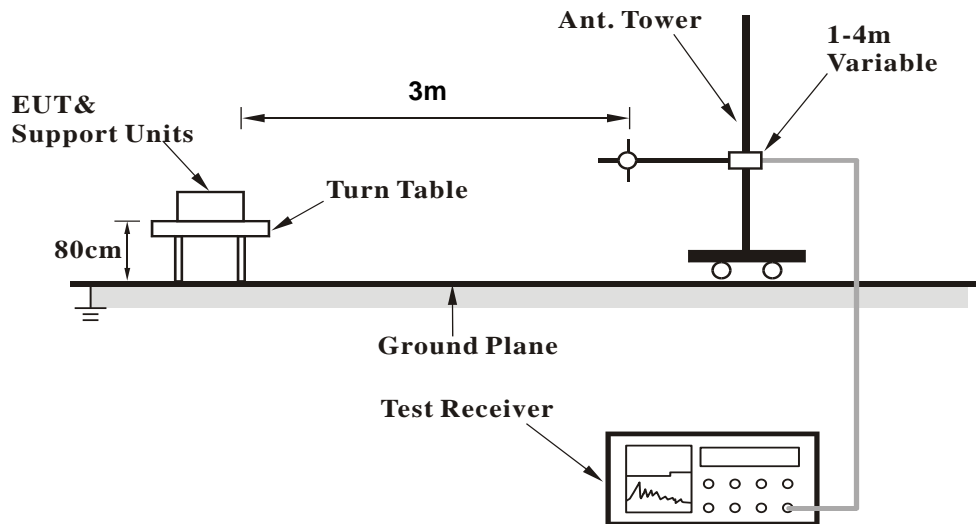 Ant. Tower
1-4m
Variable
3m
EUT&
Support Units
Turn Table
80cm
Ground Plane
Test Receiver